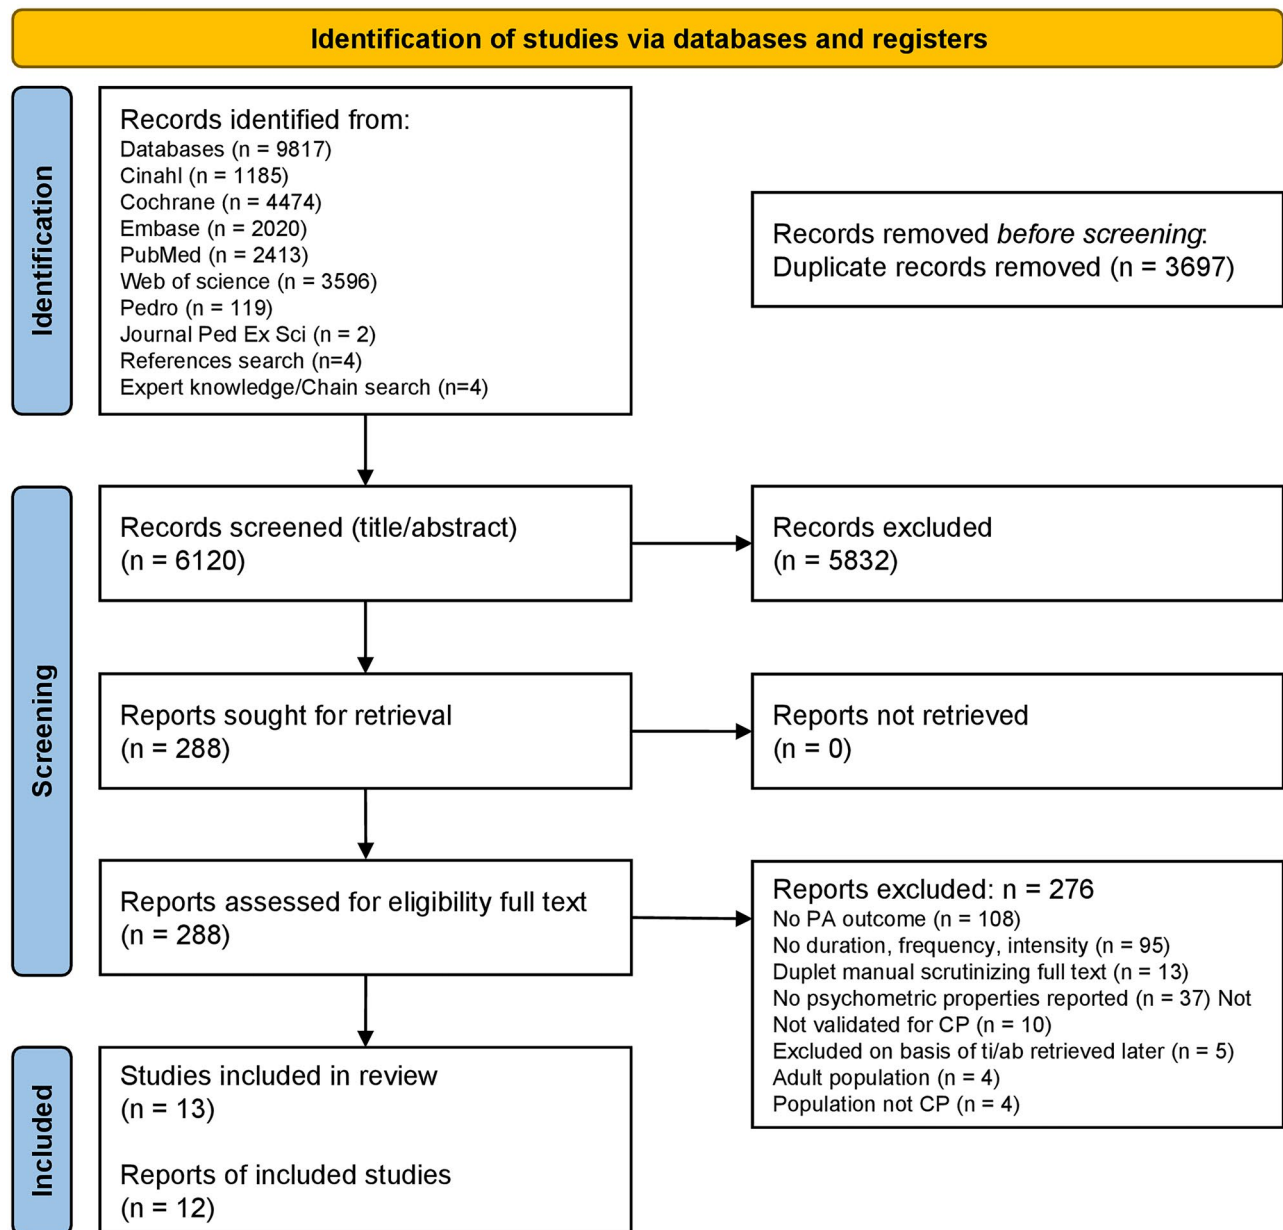 Identification of studies via databases and registers
Identification
Records identified from:
Databases (n = 9817)
Cinahl (n = 1185)
Cochrane (n = 4474)
Embase (n = 2020)
PubMed (n = 2413)
Web of science (n = 3596)
Pedro (n = 119)
Journal Ped Ex Sci (n = 2)
References search (n=4)
Expert knowledge/Chain search (n=4)
Records removed before screening:
Duplicate records removed (n = 3697)
Screening
Records screened (title/abstract)
(n = 6120)
Records excluded
(n = 5832)
Reports sought for retrieval
(n = 288)
Reports not retrieved
(n = 0)
Reports assessed for eligibility full text
(n = 288)
Reports excluded: n = 276
No PA outcome (n = 108)
No duration, frequency, intensity (n = 95)
Duplet manual scrutinizing full text (n = 13)
No psychometric properties reported (n = 37) Not
Not validated for CP (n = 10)
Excluded on basis of ti/ab retrieved later (n = 5)
Adult population (n = 4)
Population not CP (n = 4)
Included
Studies included in review
(n = 13)
Reports of included studies
(n = 12)